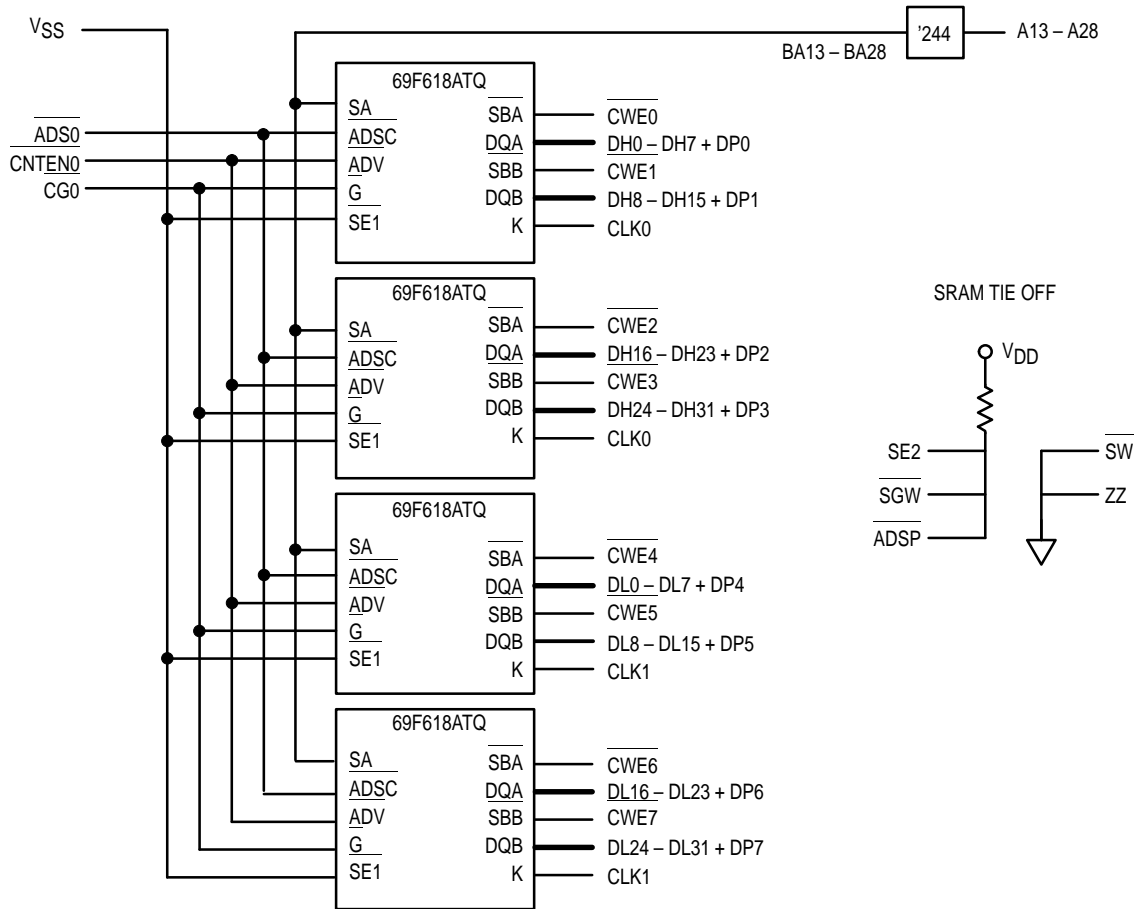 VSS
ADS0
CNTEN0
CG0
'244
A13 – A28
BA13 – BA28
69F618ATQ
SA
ADSC
ADV
G
SE1
SBA
DQA
SBB
DQB
K
CWE0
DH0 – DH7 + DP0
CWE1
DH8 – DH15 + DP1
CLK0
69F618ATQ
SA
ADSC
ADV
G
SE1
SBA
DQA
SBB
DQB
K
CWE2
DH16 – DH23 + DP2
CWE3
DH24 – DH31 + DP3
CLK0
69F618ATQ
SA
ADSC
ADV
G
SE1
SBA
DQA
SBB
DQB
K
CWE4
DL0 – DL7 + DP4
CWE5
DL8 – DL15 + DP5
CLK1
69F618ATQ
SA
ADSC
ADV
G
SE1
SBA
DQA
SBB
DQB
K
CWE6
DL16 – DL23 + DP6
CWE7
DL24 – DL31 + DP7
CLK1
SRAM TIE OFF
VDD
SE2
SGW
ADSP
SW
ZZ